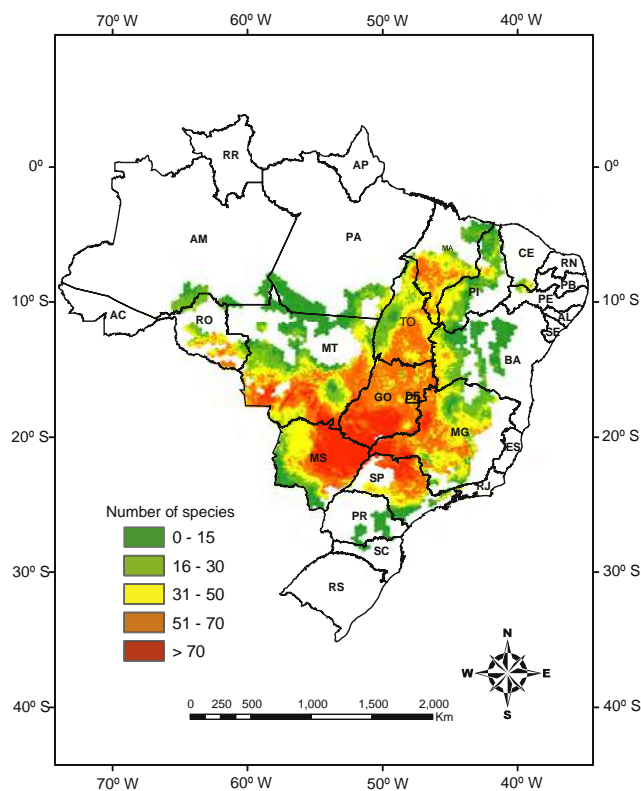 70º W 60º W 50º W 40º W
RR
AP
0º 0º
AM
PA
MA
CE
RN
PB
PI
PE
AL
10º S 10º S
AC
RO
TO
SE
BA
MT
GO
DF
20º S 20º S
MG
ES
MS
SP
RJ
PR
SC
RS
Number of species
0 - 15
16 - 30
31 - 50
51 - 70
> 70
30º S 30º S
N
W E
S
0 250 500 1,000 1,500 2,000
Km
40º S 40º S
70º W 60º W 50º W 40º W